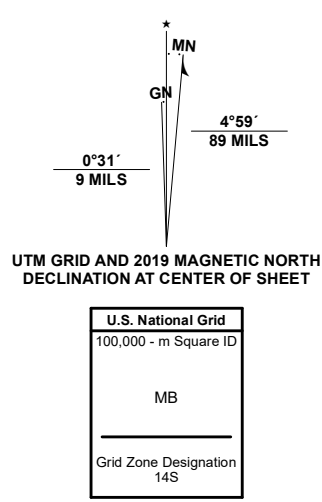 ★
MN
GN
4°59´
89 MILS
0°31´
9 MILS
UTM GRID AND 2019 MAGNETIC NORTH
DECLINATION AT CENTER OF SHEET
U.S. National Grid
100,000 - m Square ID
MB
Grid Zone Designation
14S